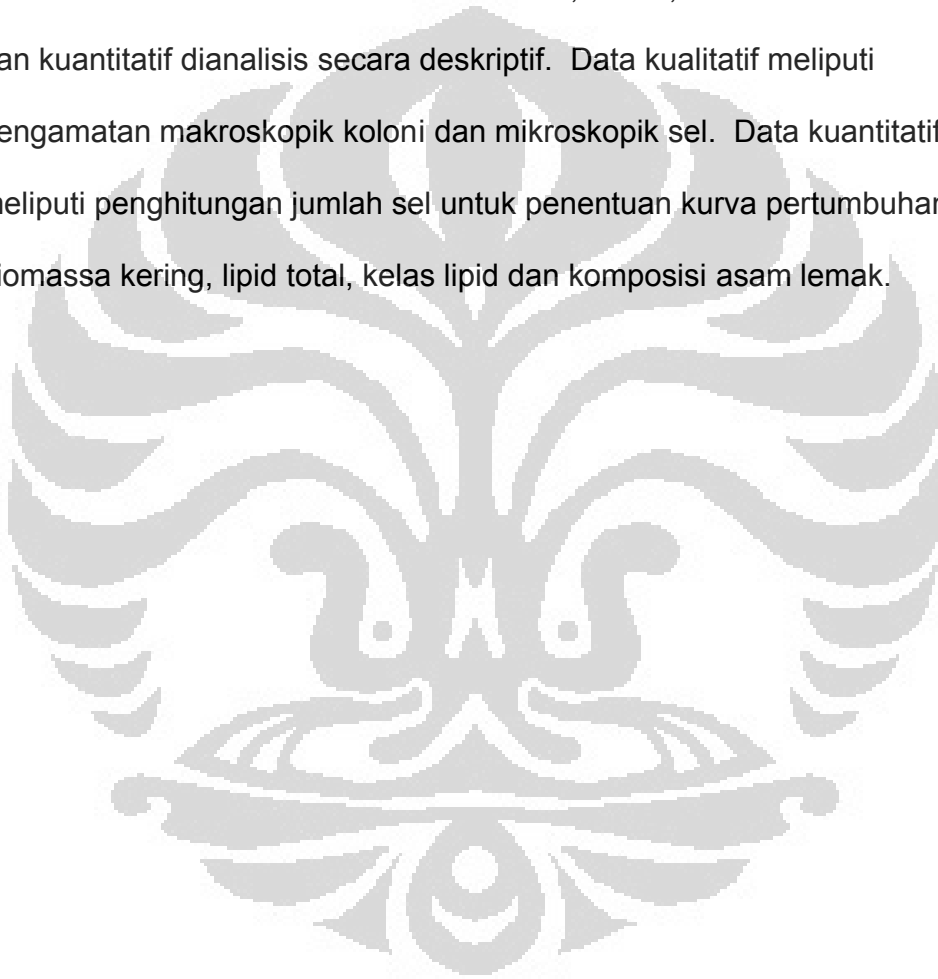 an kuantitatif dianalisis secara deskriptif. Data kualitatif meliputi
engamatan makroskopik koloni dan mikroskopik sel. Data kuantitatif
neliputi penghitungan jumlah sel untuk penentuan kurva pertumbuhan
iomassa kering, lipid total, kelas lipid dan komposisi asam lemak.